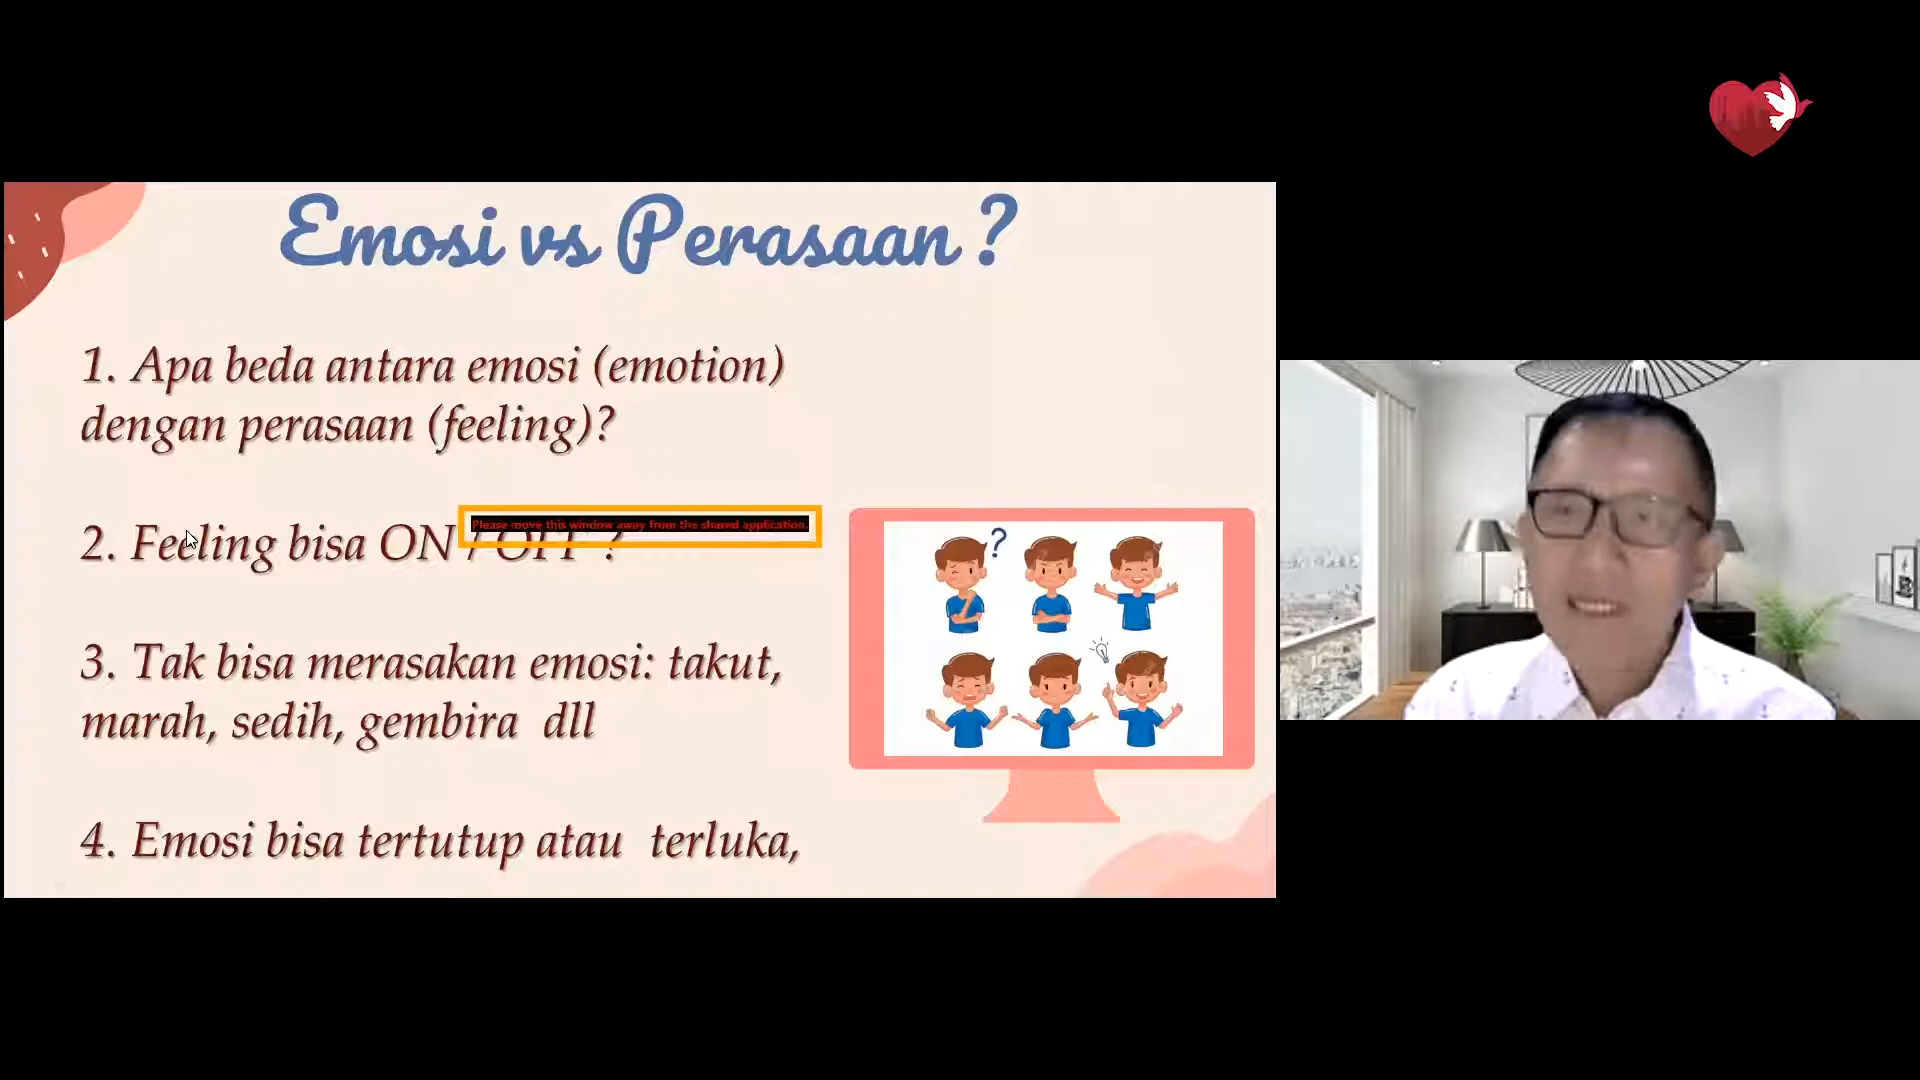 Emosi vs Perasaan ?
1. Apa beda antara emosi (emotion)
dengan perasaan (feeling)?
Please move this window away from the shared application.
2. Feeling bisa ON / OFF ?
3. Tak bisa merasakan emosi: takut,
marah, sedih, gembira dll
4. Emosi bisa tertutup atau terluka,
?